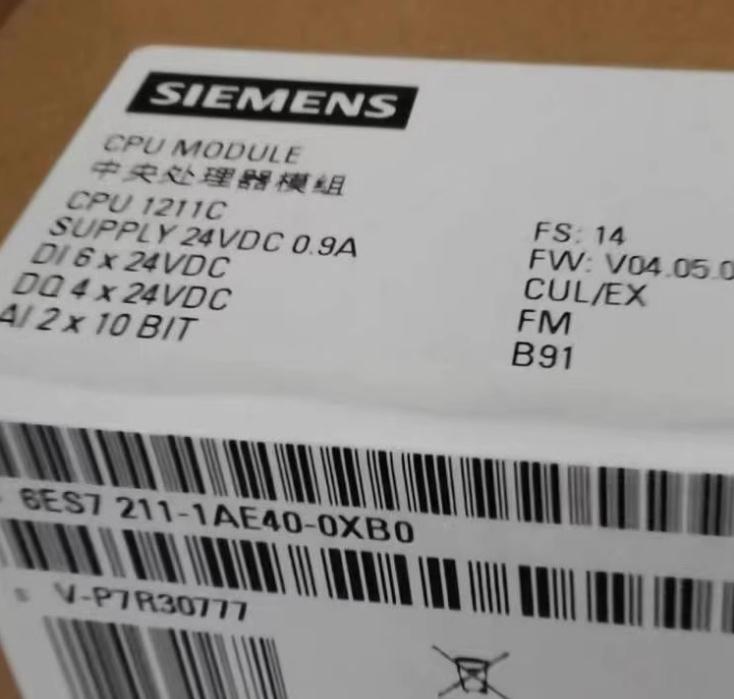 SIEMENS
CPU MODULE
中央处理器模组
CPU 1211C
SUPPLY 24VDC 0.9A
DI 6 x 24VDC
DQ 4 x 24VDC
AI 2 x 10 BIT
FS: 14
FW: V04.05.0
CUL/EX
FM
B91
6ES7 211-1AE40-0XB0
S V-P7R30777